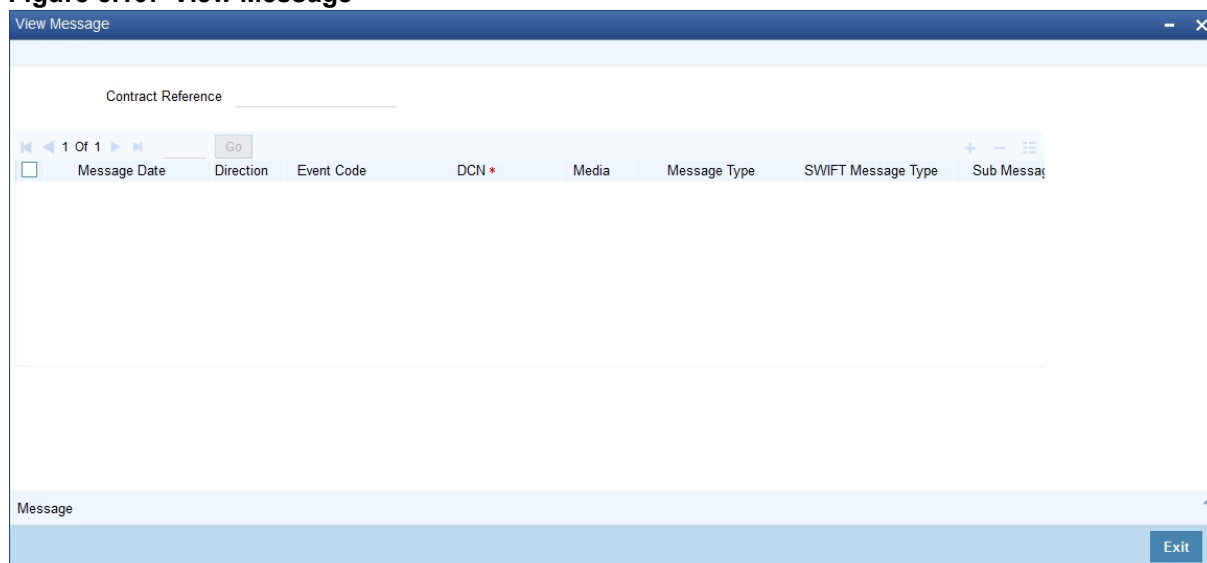 View Message
Contract Reference
1 Of 1 Go
Message Date Direction Event Code DCN * Media Message Type SWIFT Message Type Sub Messag
Message
Exit